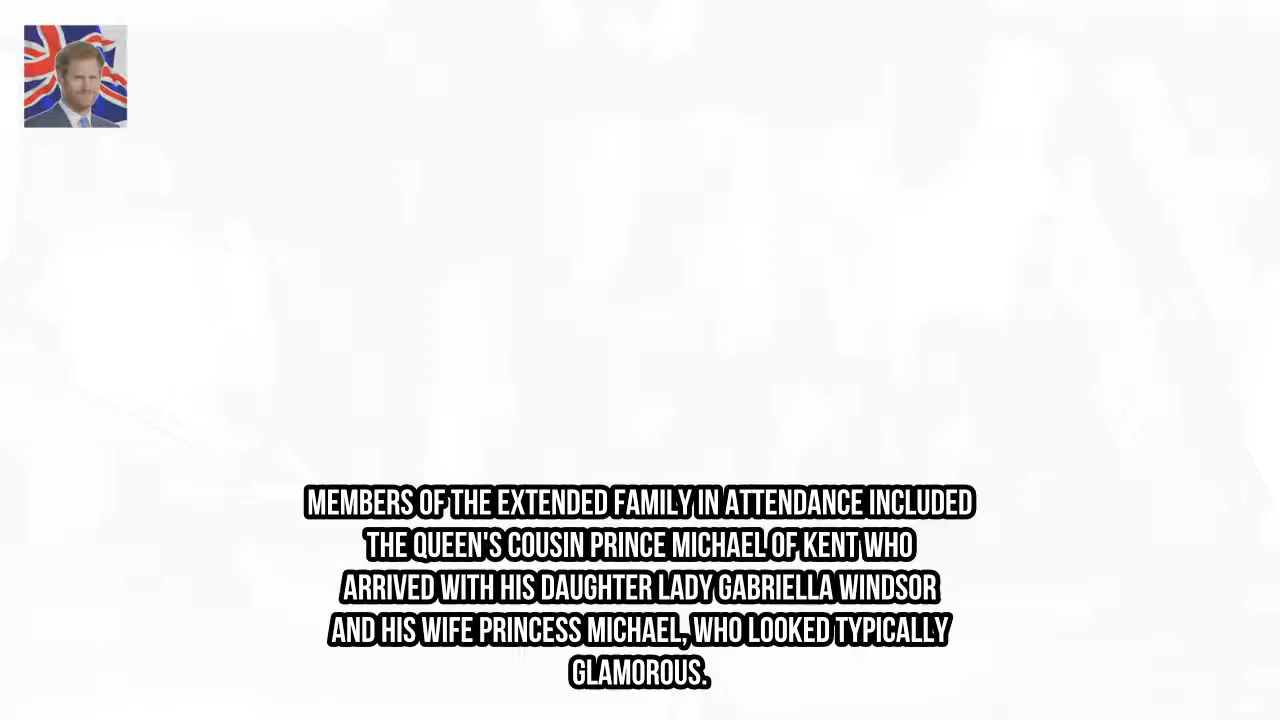 MEMBERS OF THE EXTENDED FAMILY IN ATTENDANCE INCLUDED
THE QUEEN'S COUSIN PRINCE MICHAEL OF KENT WHO
ARRIVED WITH HIS DAUGHTER LADY GABRIELLA WINDSOR
AND HIS WIFE PRINCESS MICHAEL, WHO LOOKED TYPICALLY
GLAMOROUS.